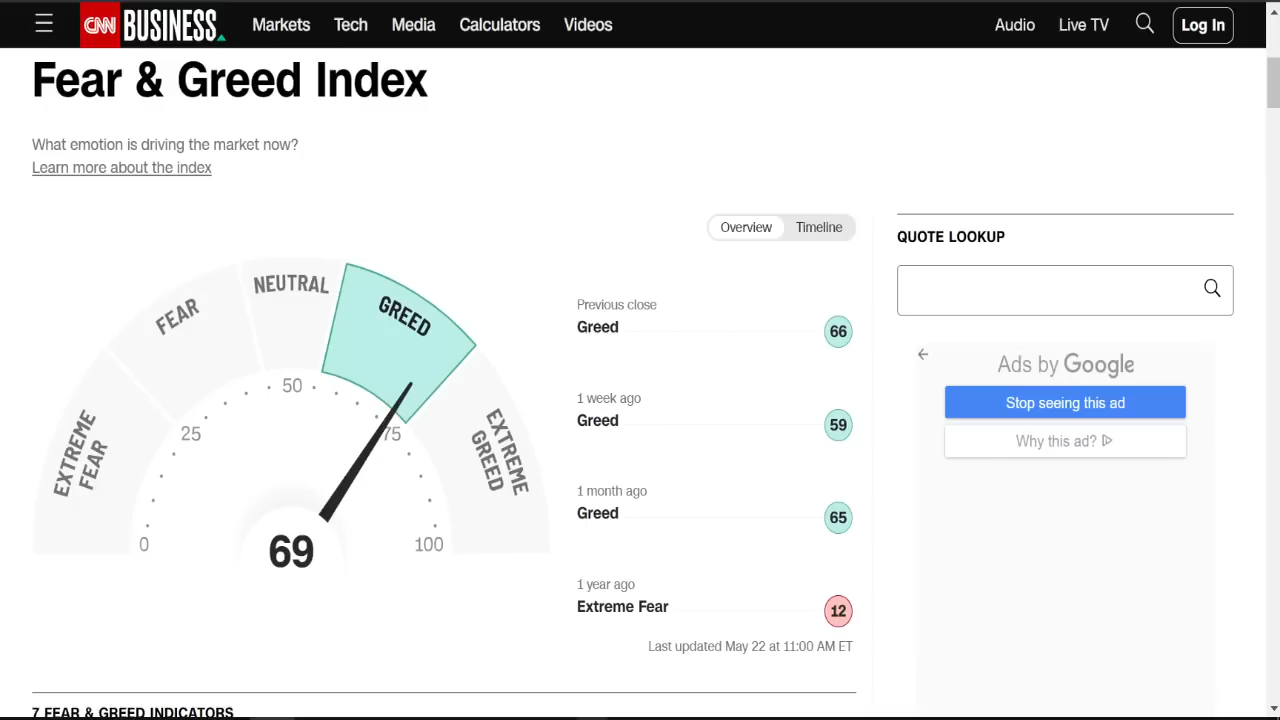 CNN BUSINESS Markets Tech Media Calculators Videos Audio Live TV Log In
Fear & Greed Index
What emotion is driving the market now?
Learn more about the index
Overview Timeline
EXTREME FEAR
FEAR
NEUTRAL
GREED
EXTREME GREED
0
25
50
75
100
69
Previous close
Greed 66
1 week ago
Greed 59
1 month ago
Greed 65
1 year ago
Extreme Fear 12
Last updated May 22 at 11:00 AM ET
7 FEAR & GREED INDICATORS
QUOTE LOOKUP
Ads by Google
Stop seeing this ad
Why this ad?